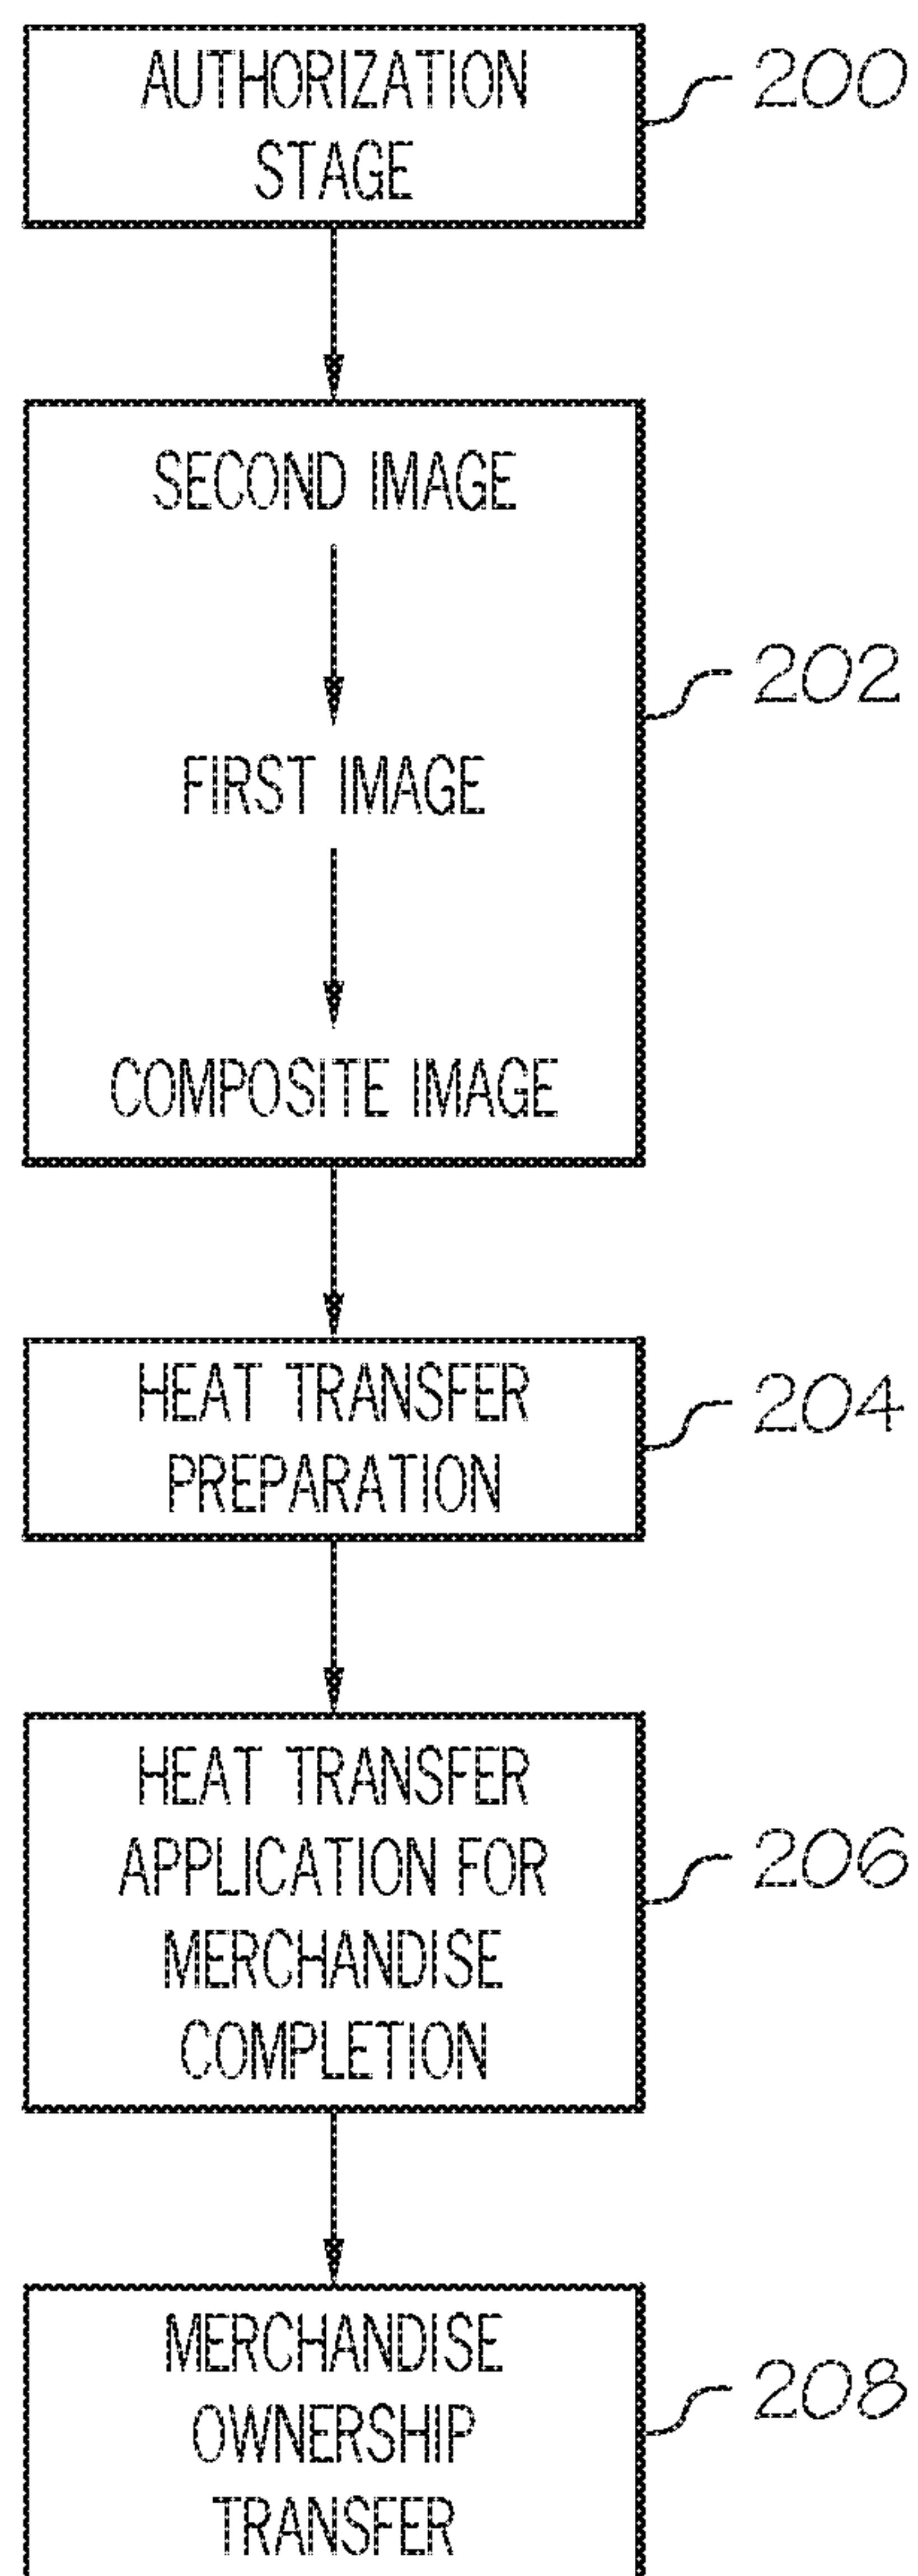 AUTHORIZATION
STAGE
200
SECOND IMAGE
FIRST IMAGE
COMPOSITE IMAGE
202
HEAT TRANSFER
PREPARATION
204
HEAT TRANSFER
APPLICATION FOR
MERCHANDISE
COMPLETION
206
MERCHANDISE
OWNERSHIP
TRANSFER
208